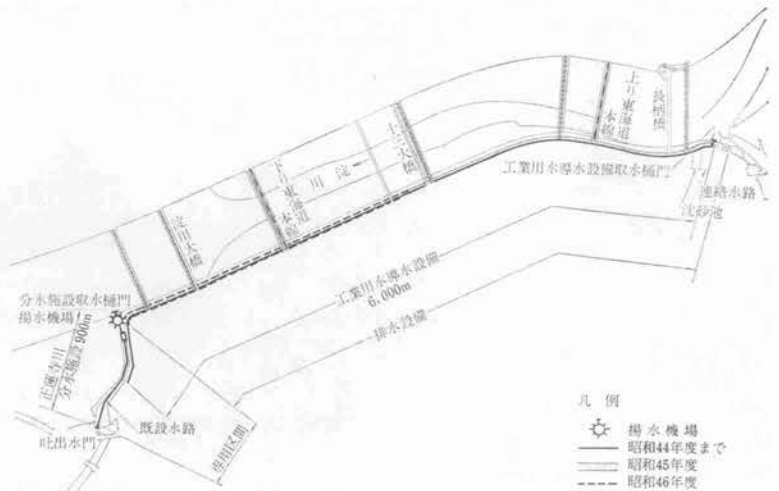 上り東海道
本線
長柄橋
十三大橋
淀川
下り東海道
本線
淀川大橋
工業用水導水設備取水樋門
連絡水路
沈砂池
工業用水導水設備
6,000m
排水設備
分水施設取水樋門
揚水機場
正蓮寺川
分水施設900m
既設水路
吐出水門
専用区間
凡例
揚水機場
昭和44年度まで
昭和45年度
昭和46年度